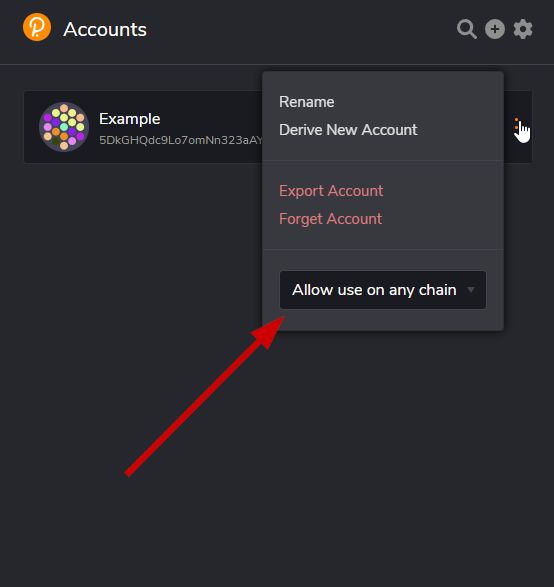 Accounts
Example
5DkGHQdc9Lo7omNn323aAY
Rename
Derive New Account
Export Account
Forget Account
Allow use on any chain